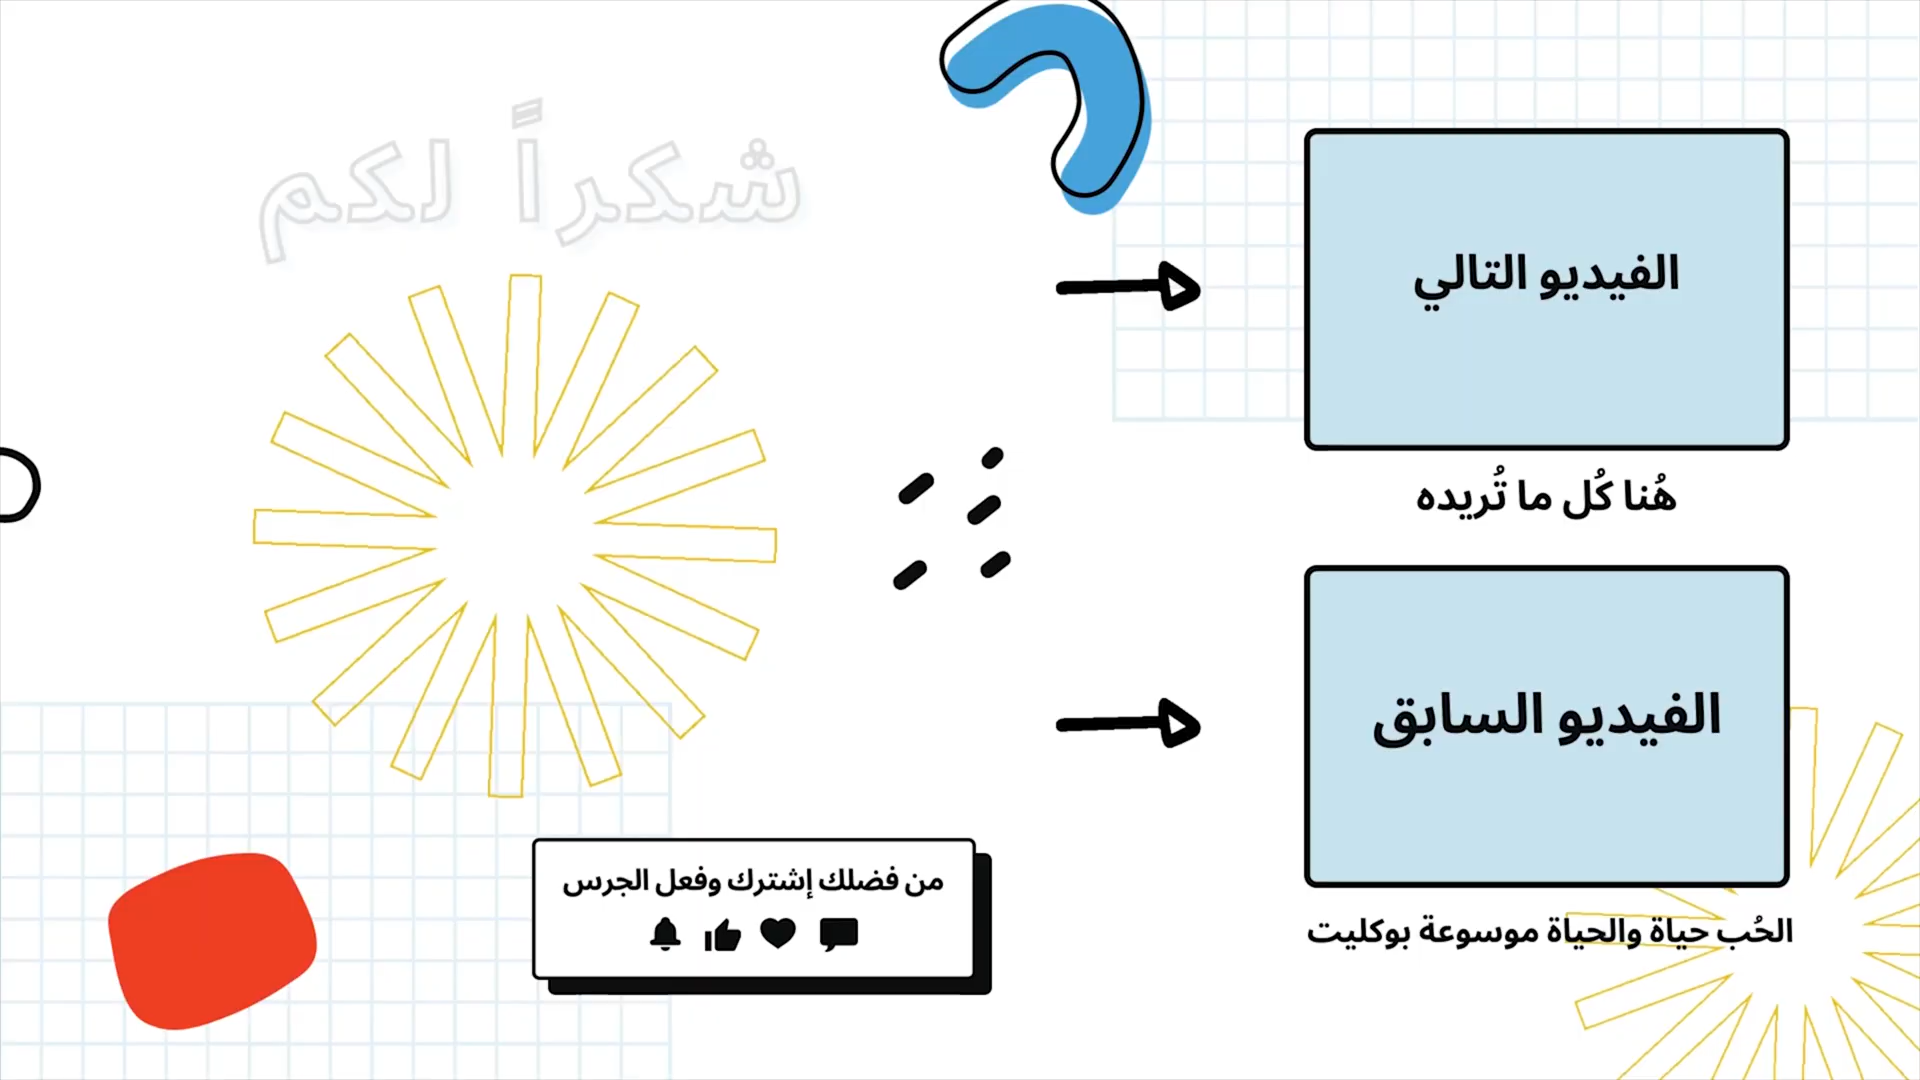 شكراً لكم
الفيديو التالي
هُنا كُل ما تُريده
الفيديو السابق
الحُب حياة والحياة موسوعة بوكليت
من فضلك إشترك وفعل الجرس